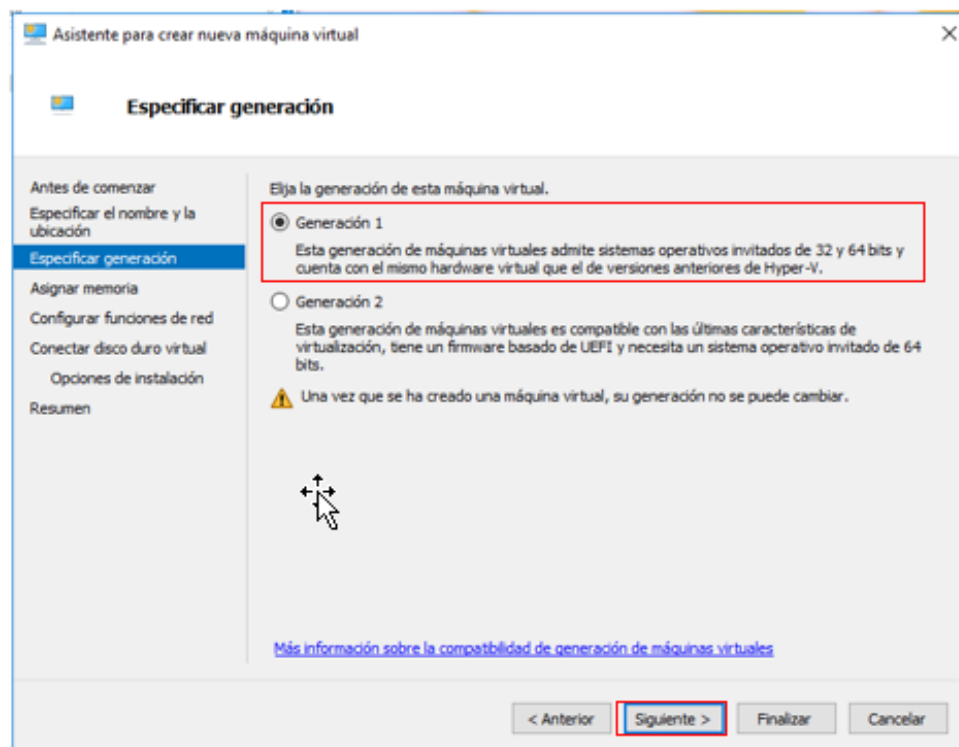 Asistente para crear nueva máquina virtual
Especificar generación
Antes de comenzar
Especificar el nombre y la
ubicación
Especificar generación
Asignar memoria
Configurar funciones de red
Conectar disco duro virtual
Opciones de instalación
Resumen
Elija la generación de esta máquina virtual.
Generación 1
Esta generación de máquinas virtuales admite sistemas operativos invitados de 32 y 64 bits y
cuenta con el mismo hardware virtual que el de versiones anteriores de Hyper-V.
Generación 2
Esta generación de máquinas virtuales es compatible con las últimas características de
virtualización, tiene un firmware basado de UEFI y necesita un sistema operativo invitado de 64
bits.
Una vez que se ha creado una máquina virtual, su generación no se puede cambiar.
Más información sobre la compatibilidad de generación de máquinas virtuales
< Anterior
Siguiente >
Finalizar
Cancelar